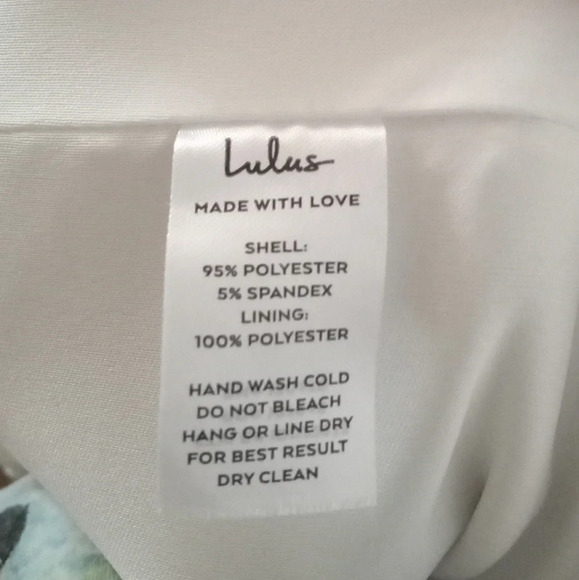 Lulus
MADE WITH LOVE
SHELL:
95% POLYESTER
5% SPANDEX
LINING:
100% POLYESTER
HAND WASH COLD
DO NOT BLEACH
HANG OR LINE DRY
FOR BEST RESULT
DRY CLEAN